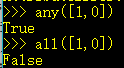 >>> any([1,0])
True
>>> all([1,0])
False